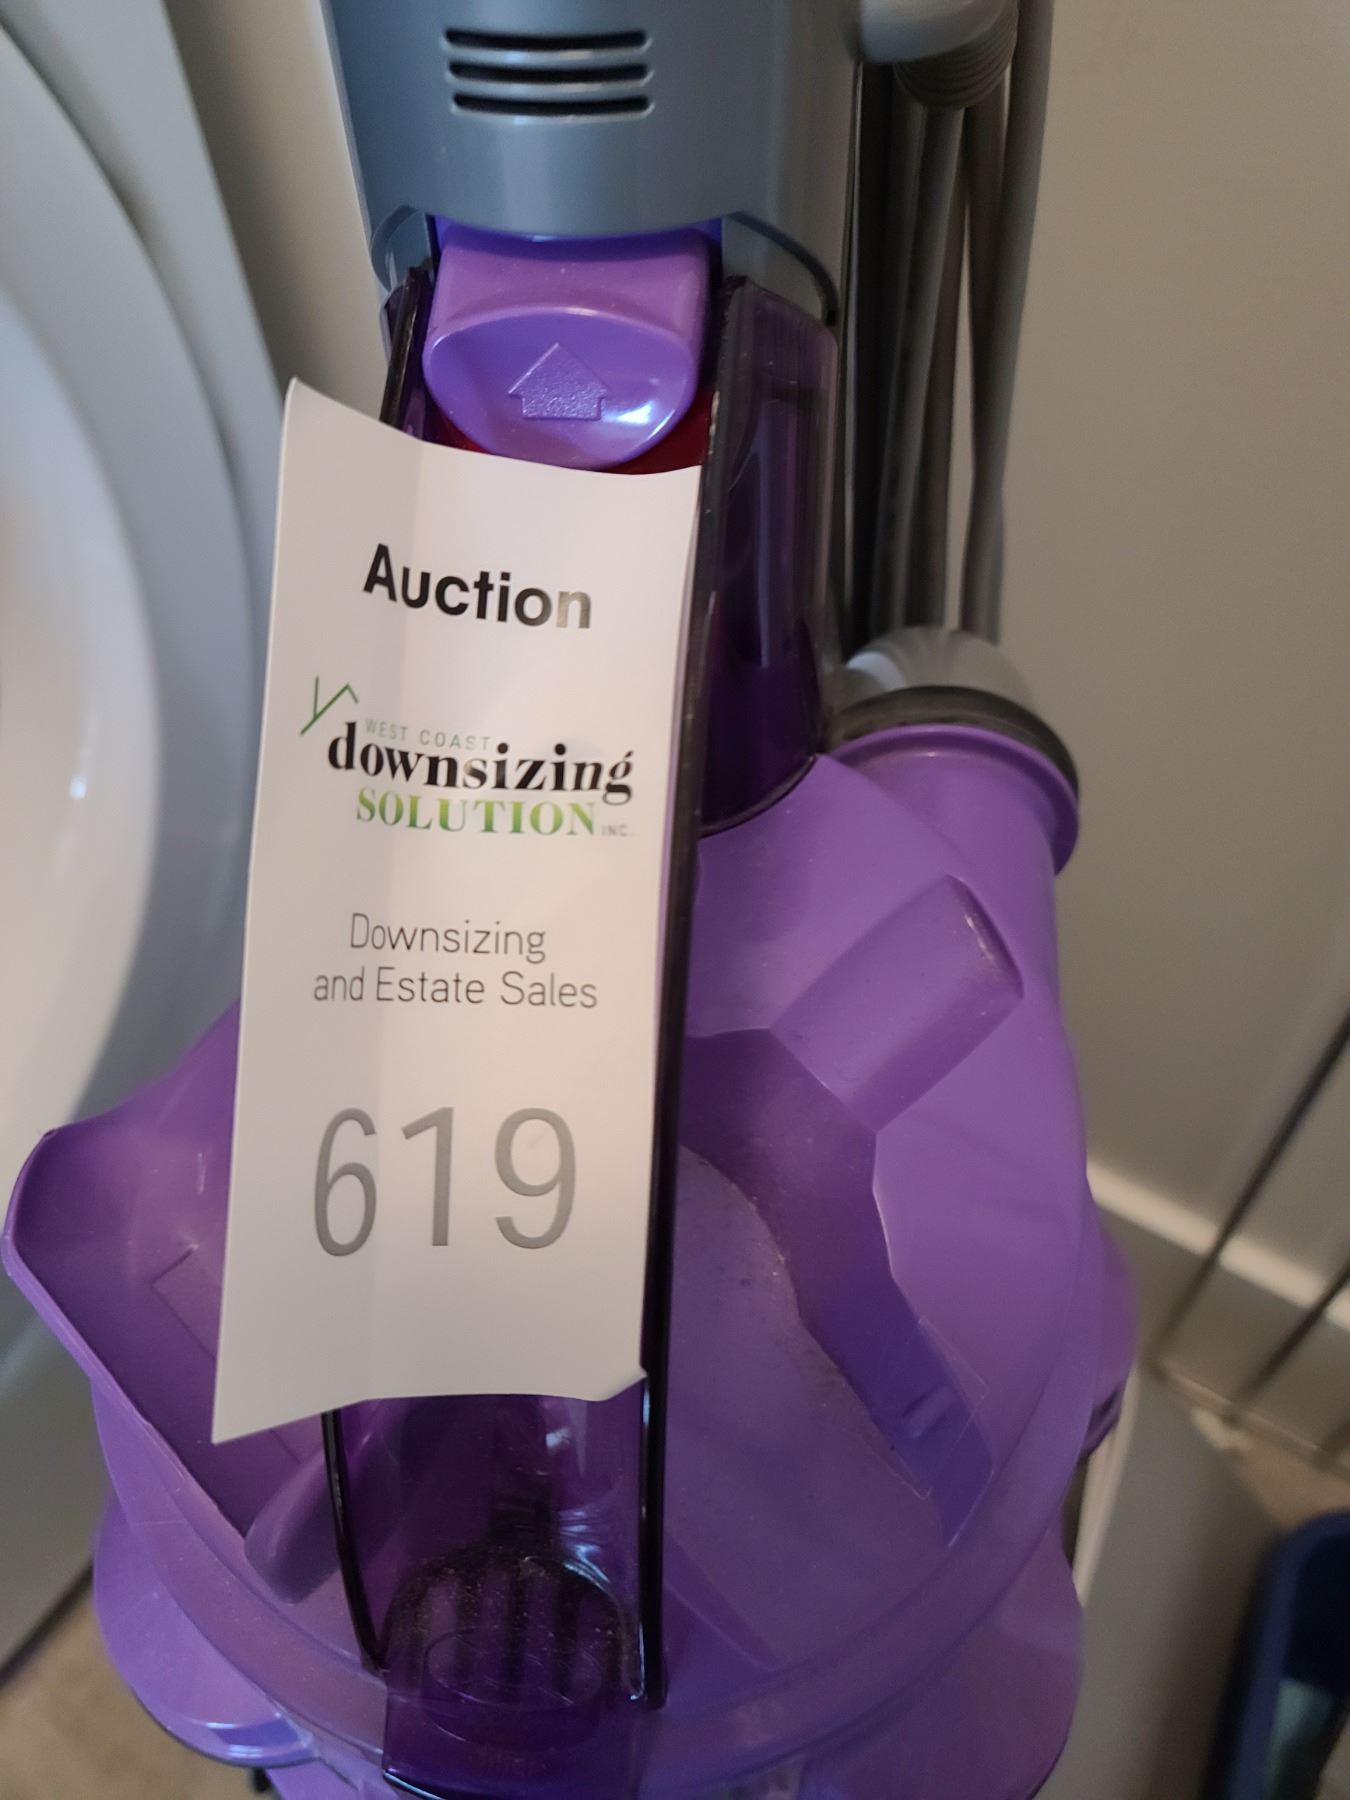 Auction
WEST COAST
downsizing
SOLUTION INC.
Downsizing
and Estate Sales
619